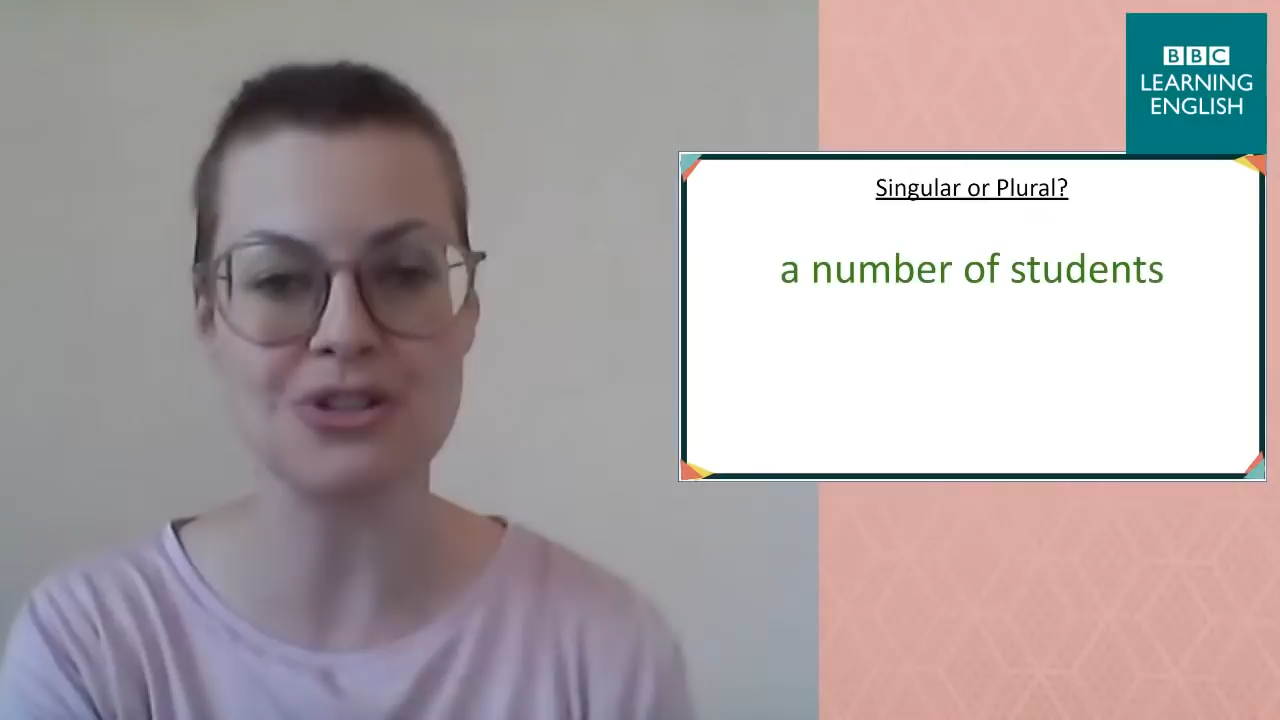 BBC
LEARNING
ENGLISH
Singular or Plural?
a number of students